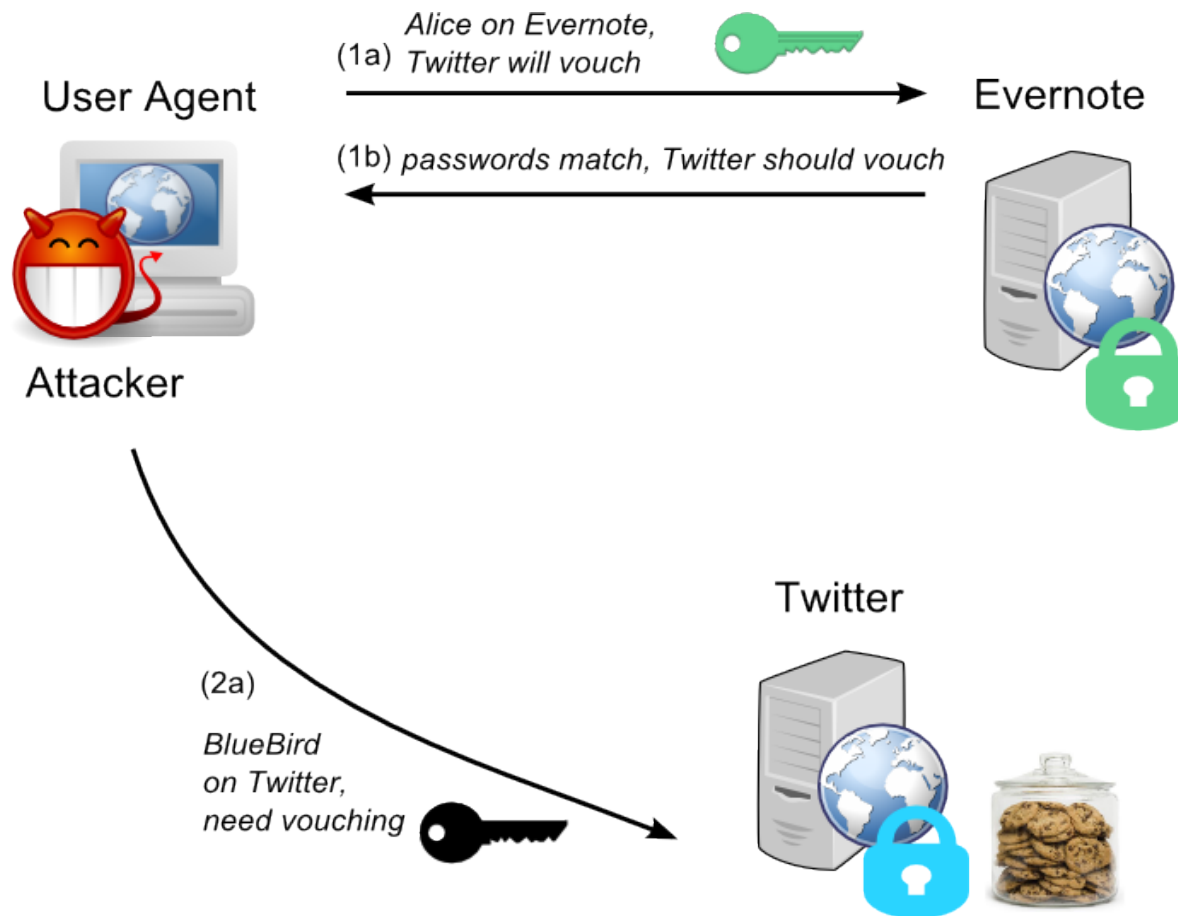 Alice on Evernote,
(1a) Twitter will vouch
User Agent
Evernote
(1b) passwords match, Twitter should vouch
Attacker
Twitter
(2a)
BlueBird
on Twitter,
need vouching